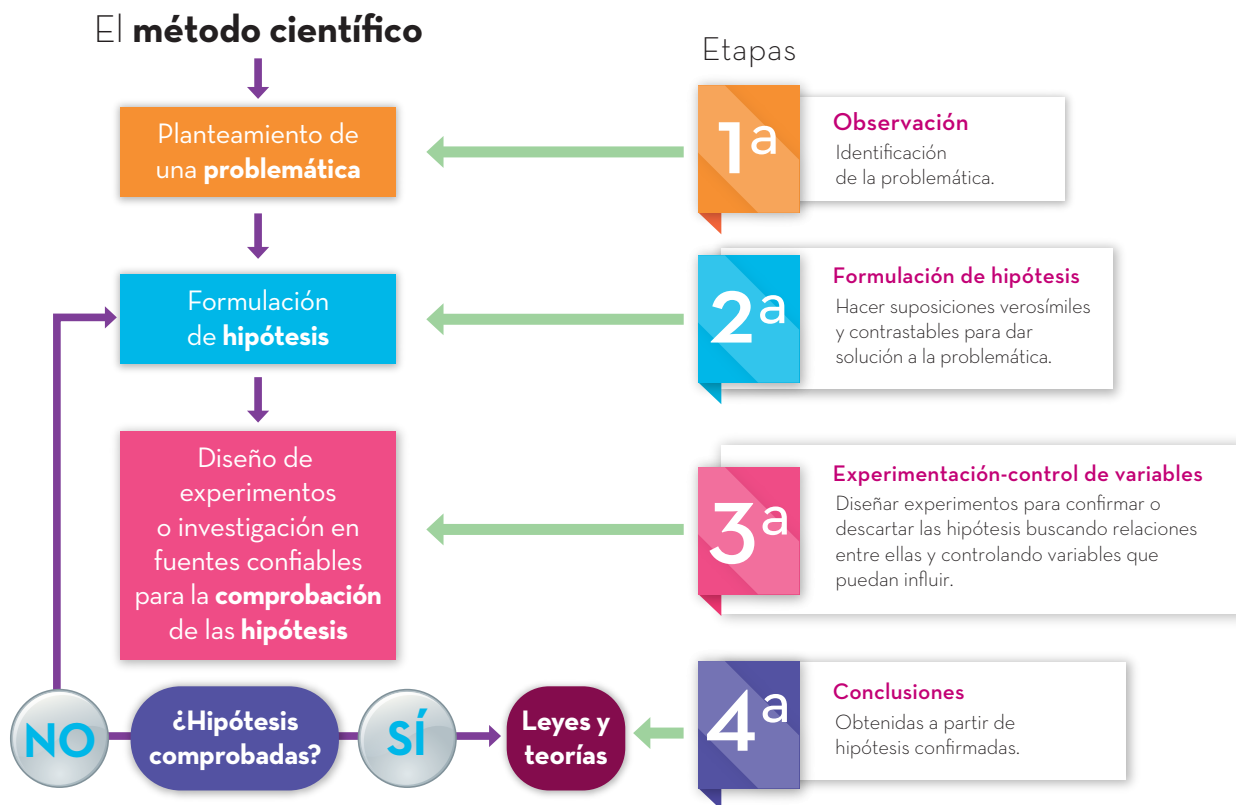 El método científico
Planteamiento de
una problemática
Formulación
de hipótesis
Diseño de
experimentos
o investigación en
fuentes confiables
para la comprobación
de las hipótesis
NO
¿Hipótesis
comprobadas?
SÍ
Leyes y
teorías
Etapas
1a
Observación
Identificación
de la problemática.
2a
Formulación de hipótesis
Hacer suposiciones verosímiles
y contrastables para dar
solución a la problemática.
3a
Experimentación-control de variables
Diseñar experimentos para confirmar o
descartar las hipótesis buscando relaciones
entre ellas y controlando variables que
puedan influir.
4a
Conclusiones
Obtenidas a partir de
hipótesis confirmadas.